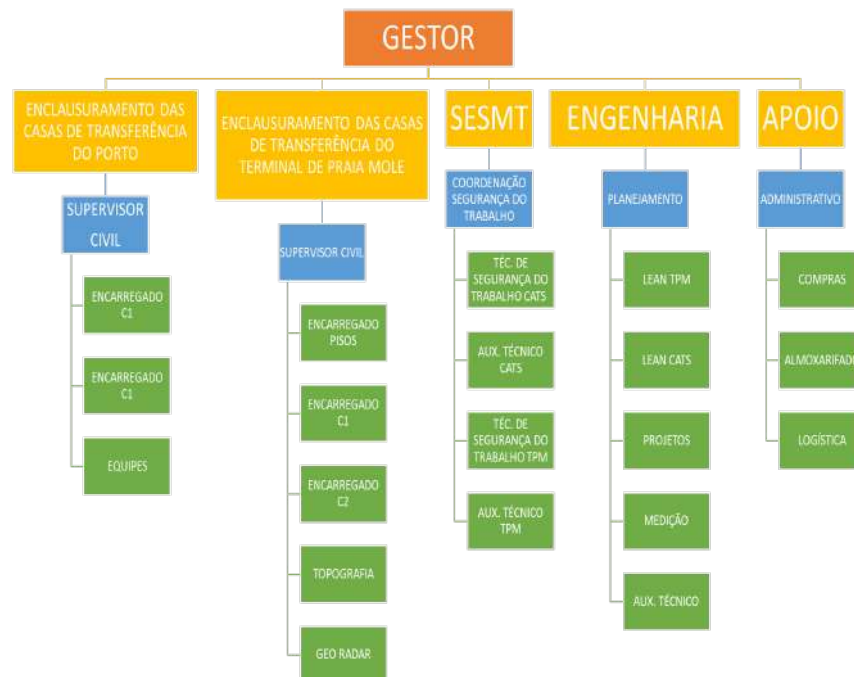 GESTOR
ENCLAUSURAMENTO DAS
CASAS DE TRANSFERÊNCIA
DO PORTO
SUPERVISOR
CIVIL
ENCARREGADO
C1
ENCARREGADO
C1
EQUIPES
ENCLAUSURAMENTO DAS CASAS
DE TRANSFERÊNCIA DO
TERMINAL DE PRAIA MOLE
SUPERVISOR CIVIL
ENCARREGADO
PISOS
ENCARREGADO
C1
ENCARREGADO
C2
TOPOGRAFIA
GEO RADAR
SESMT
COORDENAÇÃO
SEGURANÇA DO
TRABALHO
TÉC. DE
SEGURANÇA DO
TRABALHO CATS
AUX. TÉCNICO
CATS
TÉC. DE
SEGURANÇA DO
TRABALHO TPM
AUX. TÉCNICO
TPM
ENGENHARIA
PLANEJAMENTO
LEAN TPM
LEAN CATS
PROJETOS
MEDIÇÃO
AUX. TÉCNICO
APOIO
ADMINISTRATIVO
COMPRAS
ALMOXARIFADO
LOGÍSTICA